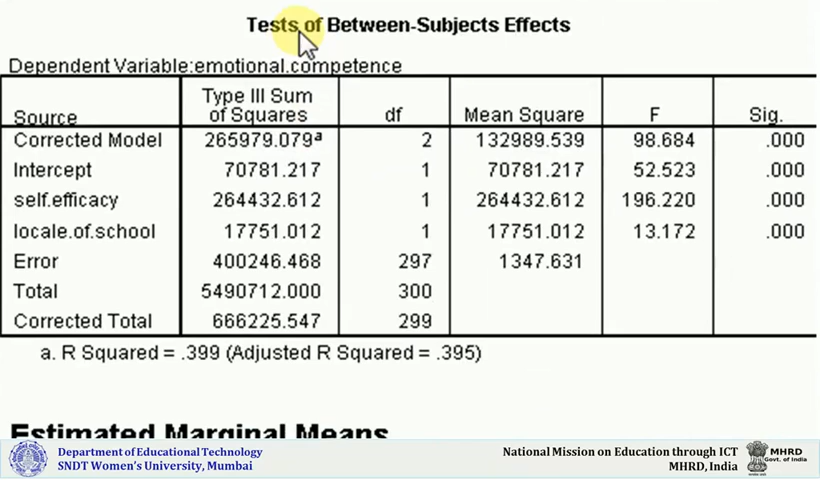 Tests of Between-Subjects Effects
Dependent Variable:emotional.competence
Source Type III Sum of Squares df Mean Square F Sig.
Corrected Model 265979.079a 2 132989.539 98.684 .000
Intercept 70781.217 1 70781.217 52.523 .000
self.efficacy 264432.612 1 264432.612 196.220 .000
locale.of.school 17751.012 1 17751.012 13.172 .000
Error 400246.468 297 1347.631
Total 5490712.000 300
Corrected Total 666225.547 299
a. R Squared = .399 (Adjusted R Squared = .395)
Estimated Marginal Means
Department of Educational Technology
SNDT Women's University, Mumbai
National Mission on Education through ICT
MHRD, India
MHRD
Govt. of India